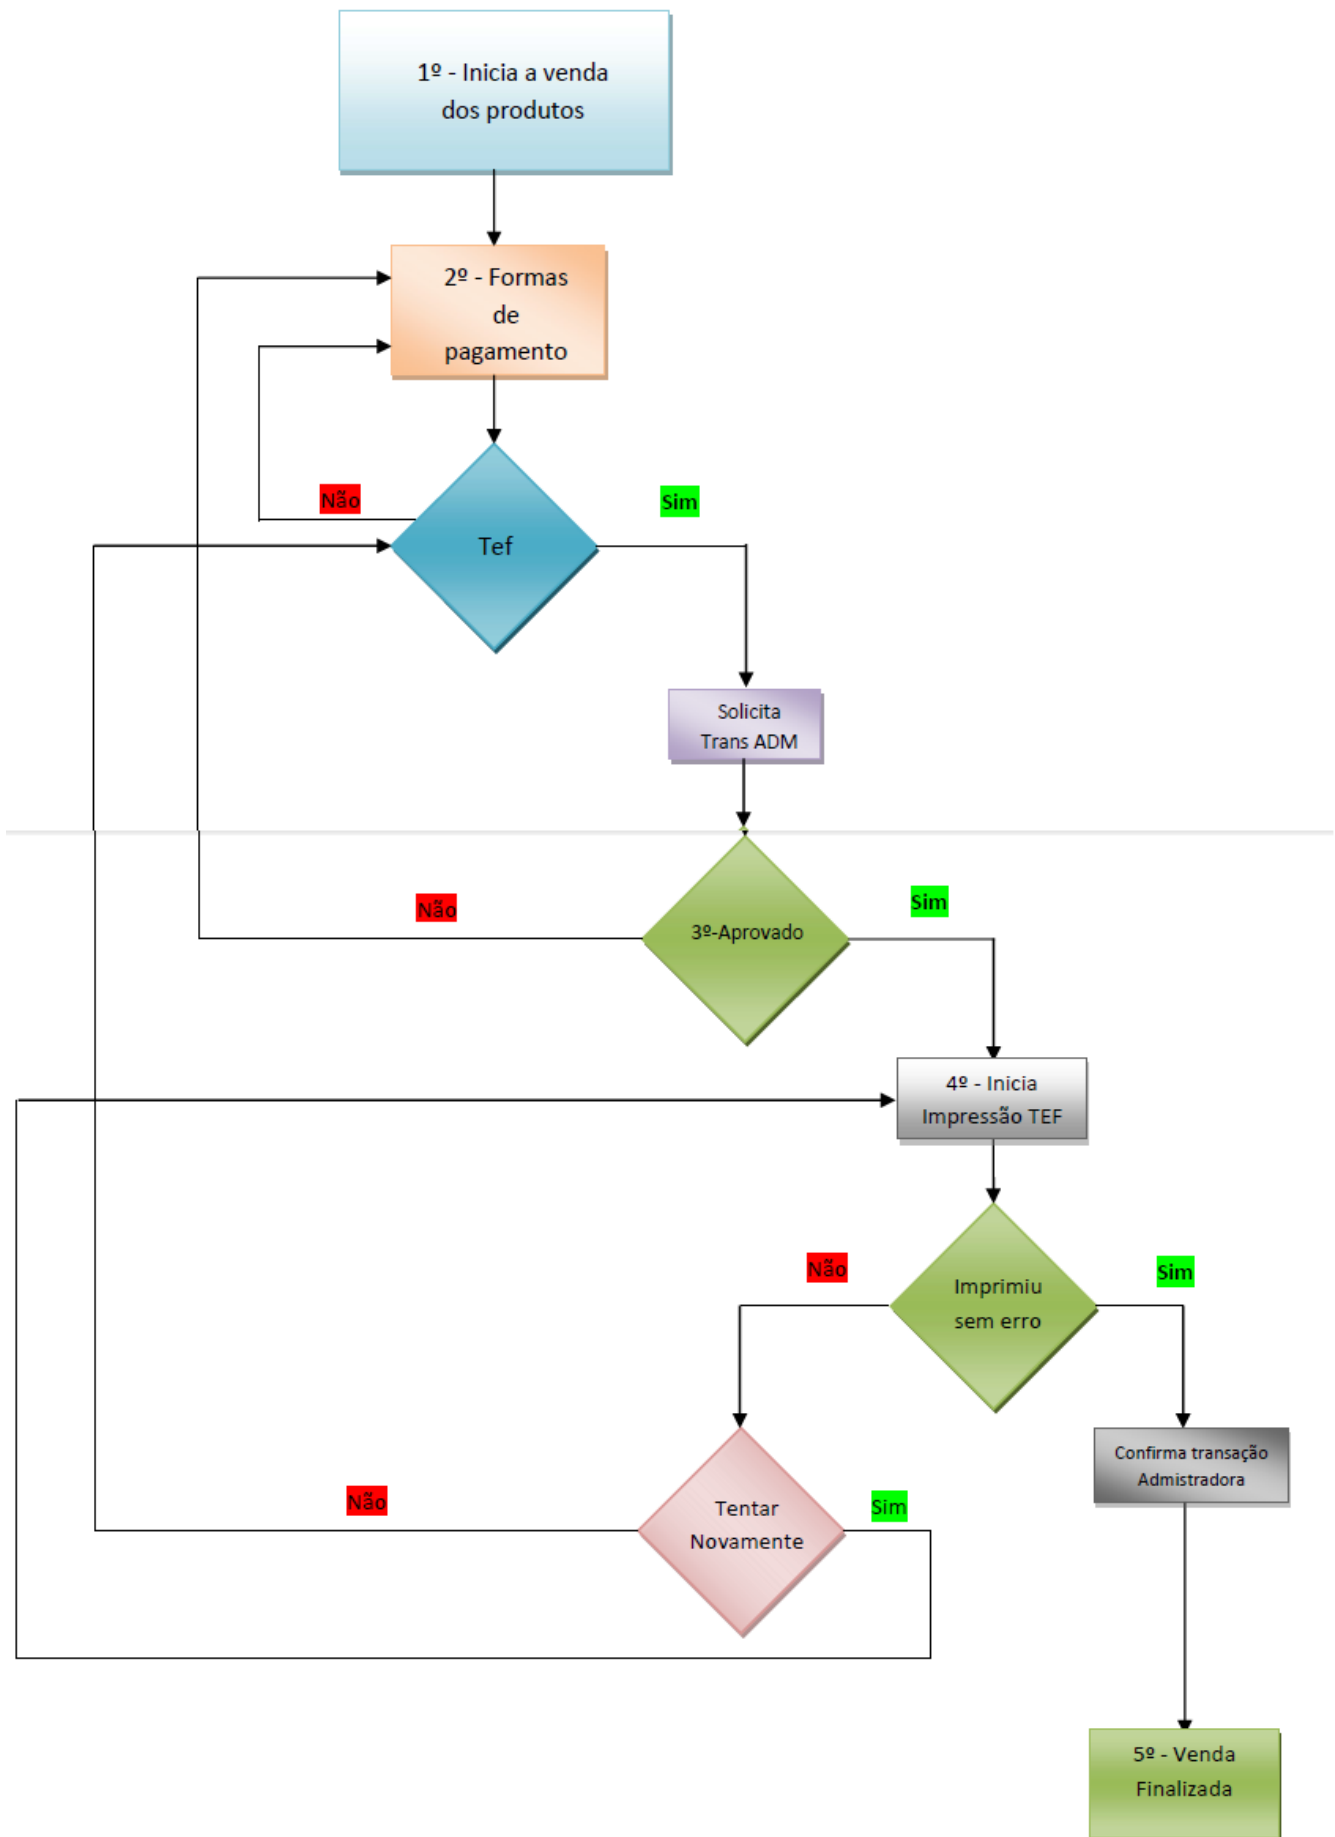 1º - Inicia a venda
dos produtos
2º - Formas
de
pagamento
Não
Sim
Tef
Solicita
Trans ADM
Não
Sim
3º-Aprovado
4º - Inicia
Impressão TEF
Não
Sim
Imprimiu
sem erro
Confirma transação
Admistradora
Não
Sim
Tentar
Novamente
5º - Venda
Finalizada